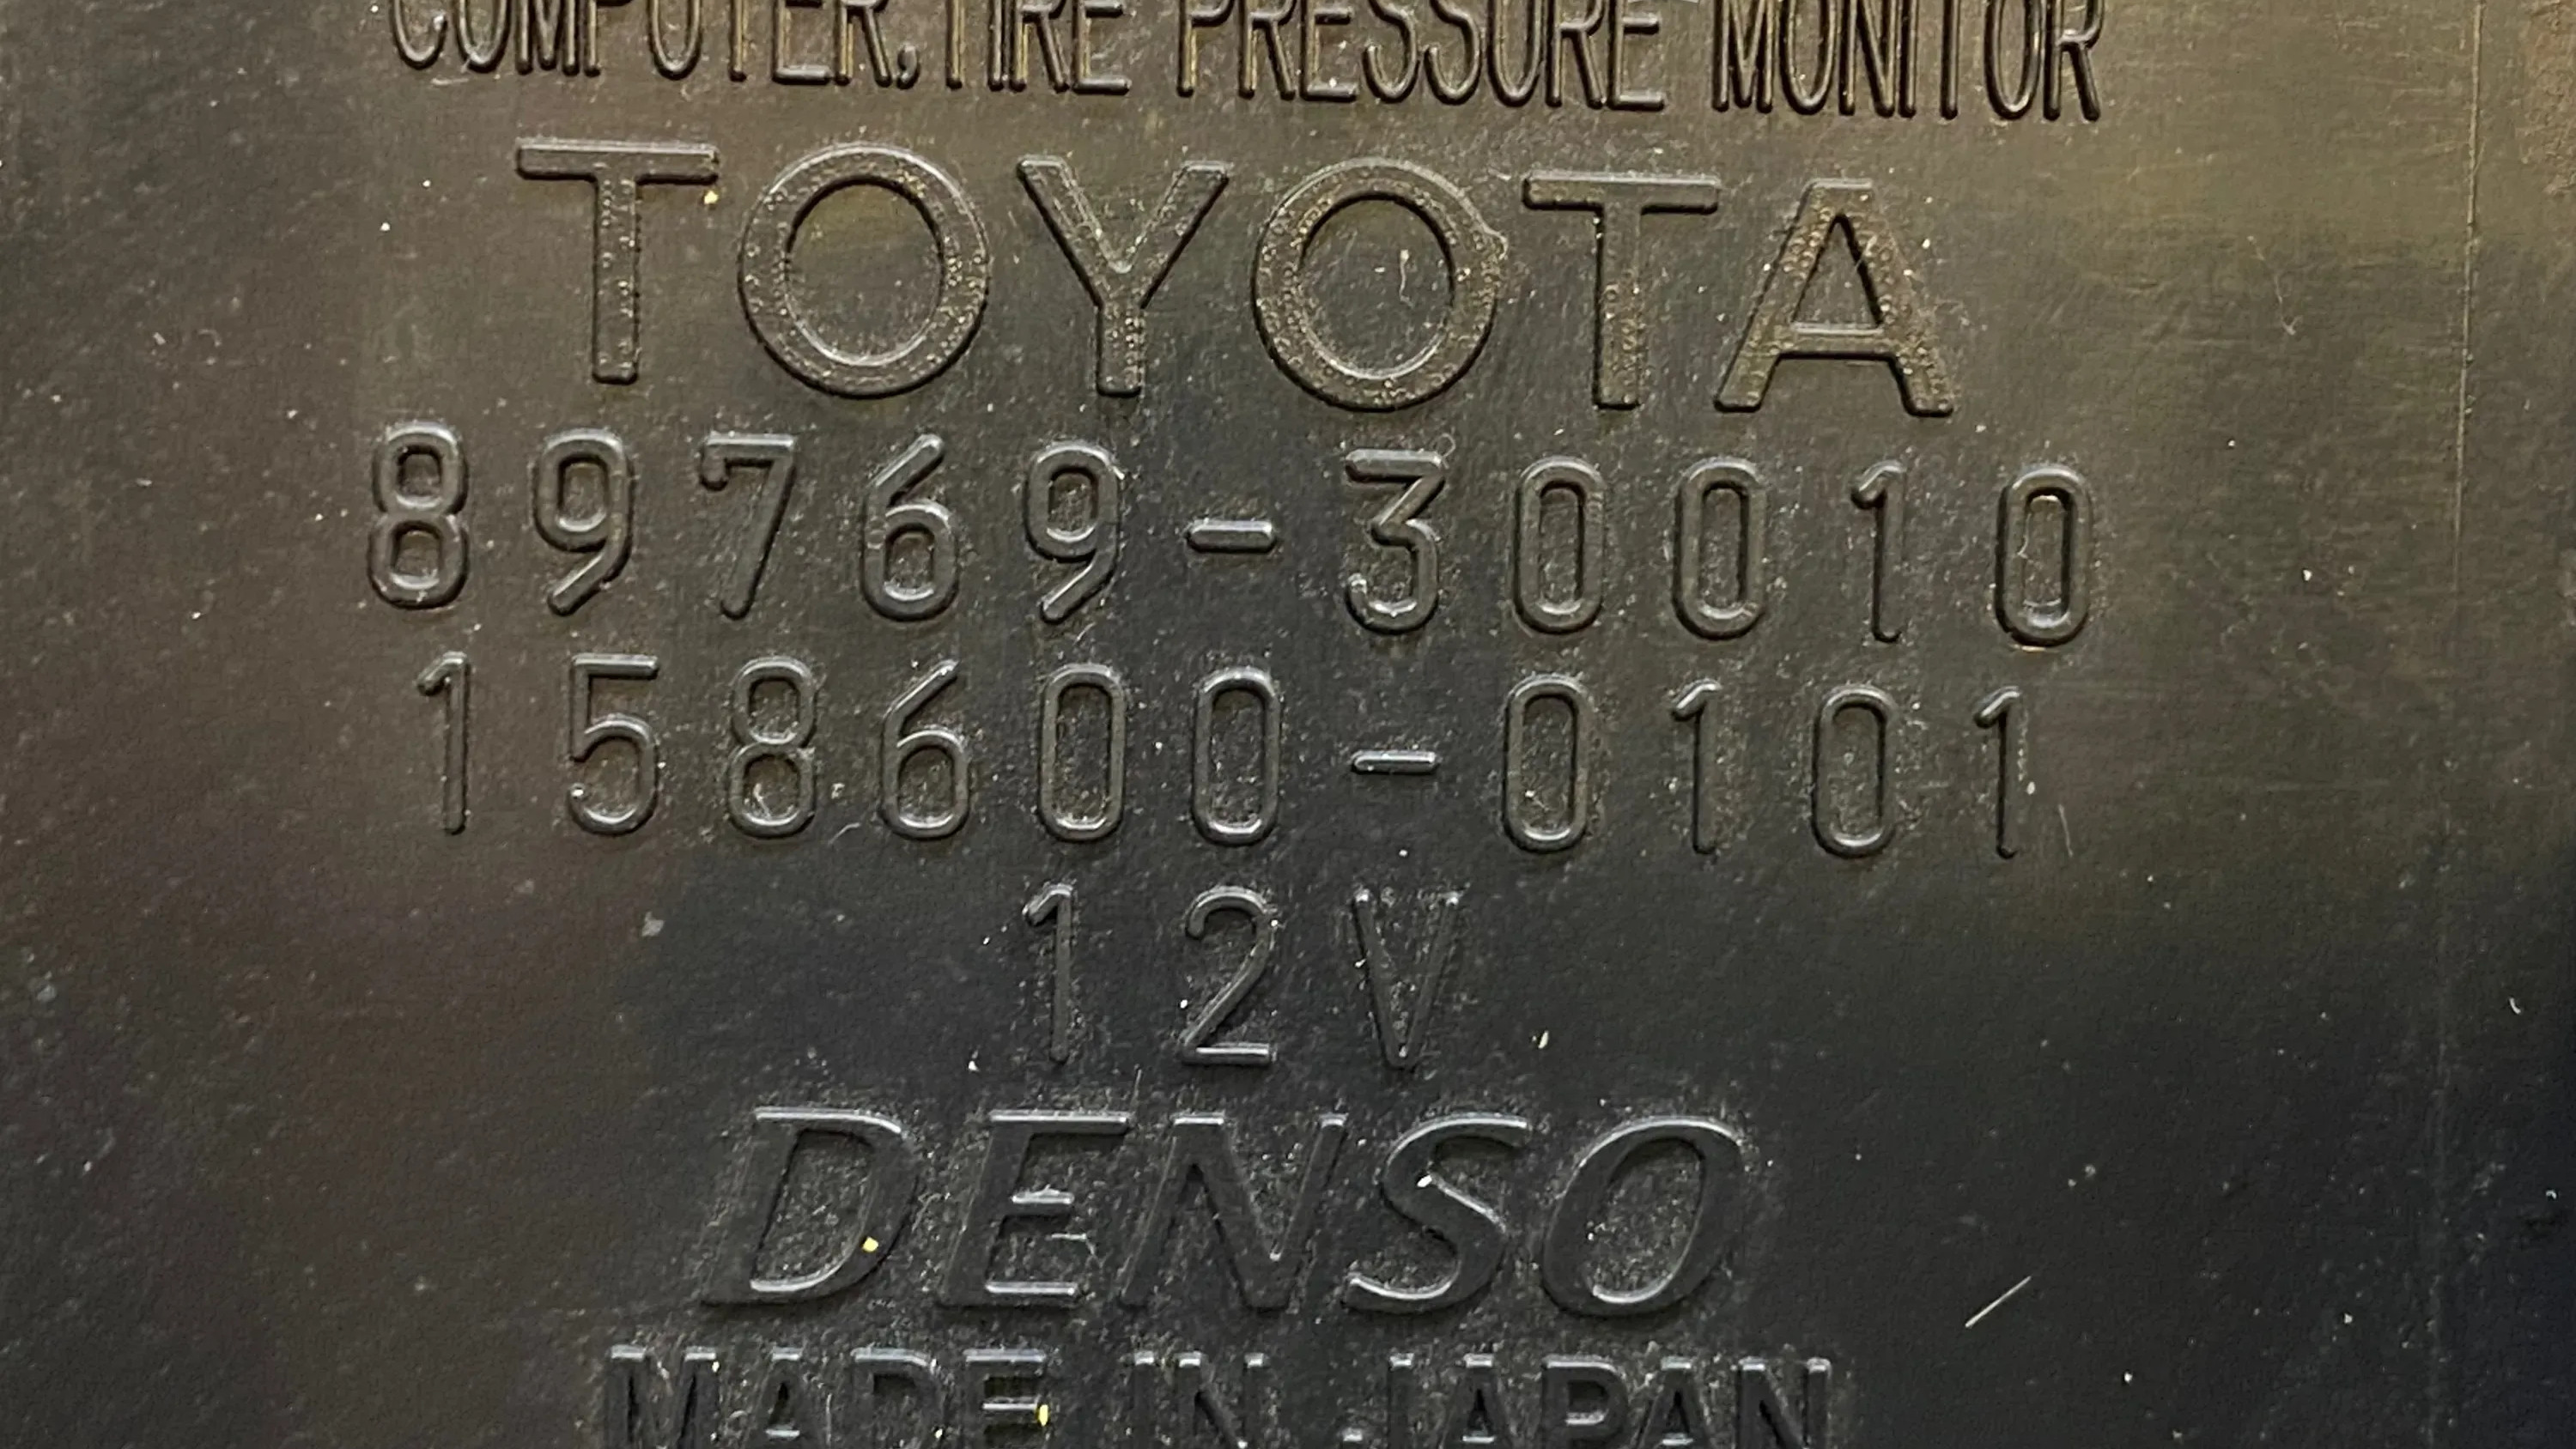 COMPUTER,TIRE PRESSURE MONITOR
TOYOTA
89769-30010
158600-0101
12V
DENSO
MADE IN JAPAN